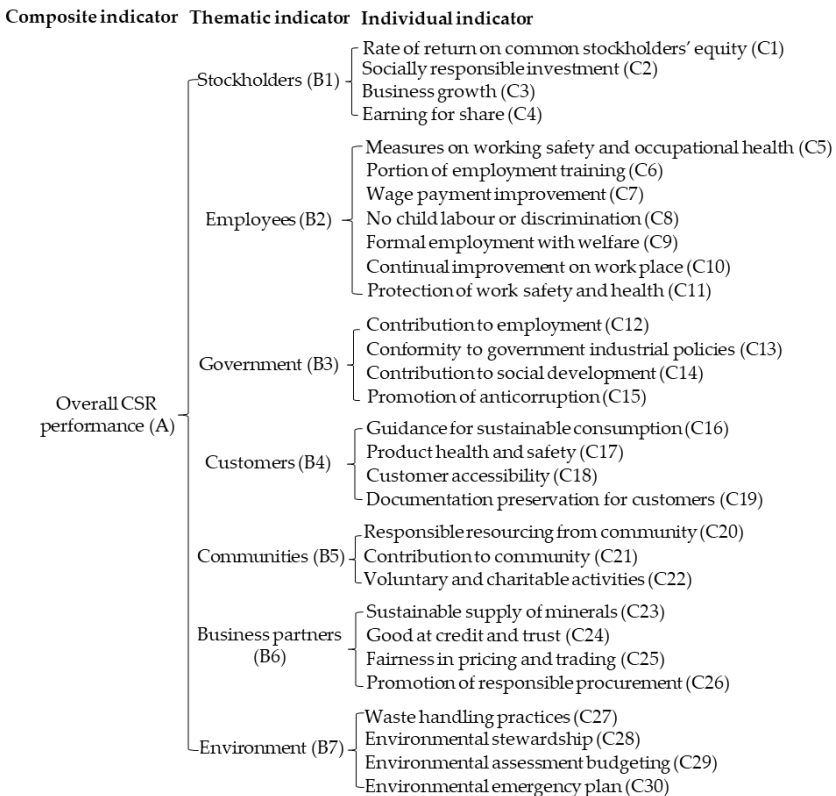 Composite indicator Thematic indicator Individual indicator
Rate of return on common stockholders' equity (C1)
Socially responsible investment (C2)
Stockholders (B1)
Business growth (C3)
Earning for share (C4)
Measures on working safety and occupational health (C5)
Portion of employment training (C6)
Wage payment improvement (C7)
Employees (B2)
No child labour or discrimination (C8)
Formal employment with welfare (C9)
Continual improvement on work place (C10)
Protection of work safety and health (C11)
Contribution to employment (C12)
Conformity to government industrial policies (C13)
Government (B3)
Contribution to social development (C14)
Promotion of anticorruption (C15)
Overall CSR
performance (A)
Guidance for sustainable consumption (C16)
Product health and safety (C17)
Customers (B4)
Customer accessibility (C18)
Documentation preservation for customers (C19)
Responsible resourcing from community (C20)
Communities (B5)
Contribution to community (C21)
Voluntary and charitable activities (C22)
Sustainable supply of minerals (C23)
Business partners
(B6)
Good at credit and trust (C24)
Fairness in pricing and trading (C25)
Promotion of responsible procurement (C26)
Waste handling practices (C27)
Environment (B7)
Environmental stewardship (C28)
Environmental assessment budgeting (C29)
Environmental emergency plan (C30)